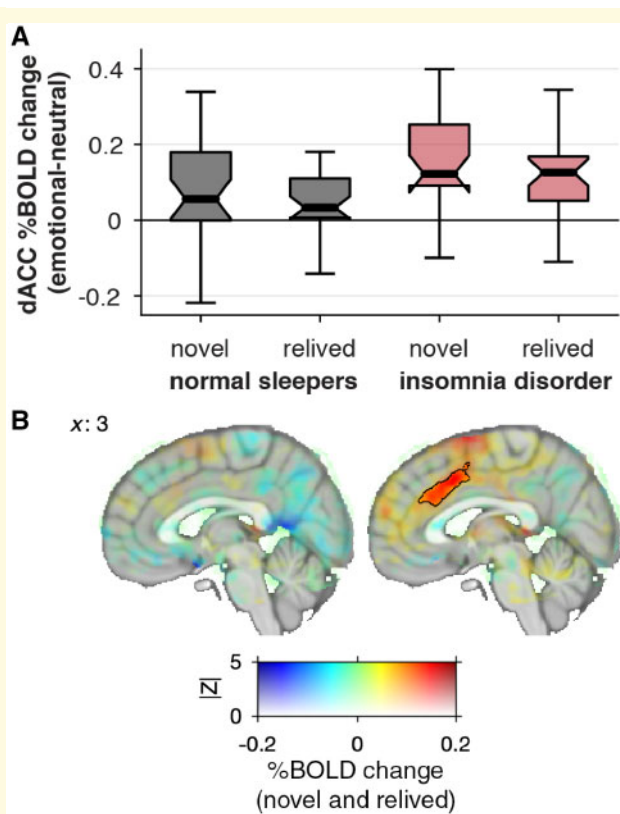 A
dACC %BOLD change
(emotional-neutral)
0.4
0.2
0
-0.2
novel relived novel relived
normal sleepers insomnia disorder
B
x: 3
|Z|
5
0
-0.2 0 0.2
%BOLD change
(novel and relived)